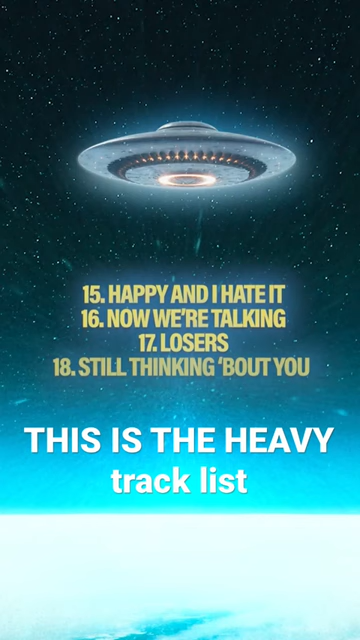 15. HAPPY AND I HATE IT
16. NOW WE'RE TALKING
17. LOSERS
18. STILL THINKING ‘BOUT YOU
THIS IS THE HEAVY
track list